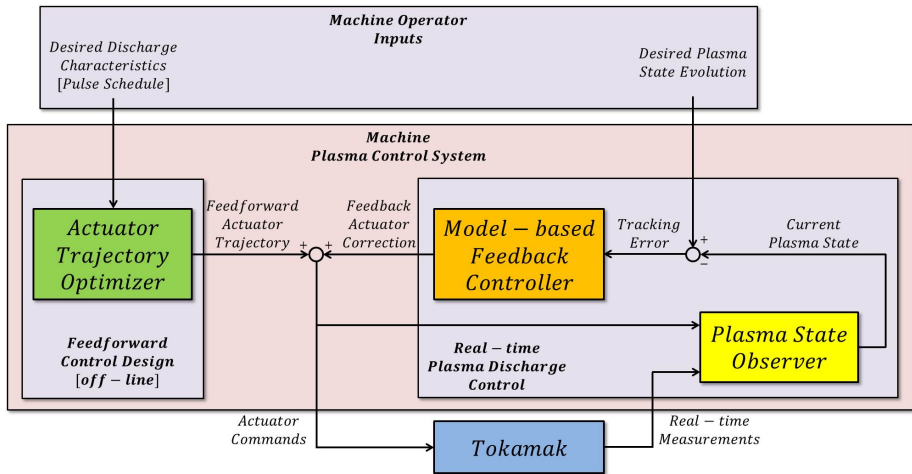 Machine Operator
Inputs
Desired Discharge
Characteristics
[Pulse Schedule]
Desired Plasma
State Evolution
Machine
Plasma Control System
Actuator
Trajectory
Optimizer
Feedforward
Actuator
Trajectory
+
+
Feedback
Actuator
Correction
Model − based
Feedback
Controller
Tracking
Error
+
−
Current
Plasma State
Feedforward
Control Design
[off − line]
Real − time
Plasma Discharge
Control
Plasma State
Observer
Actuator
Commands
Tokamak
Real − time
Measurements